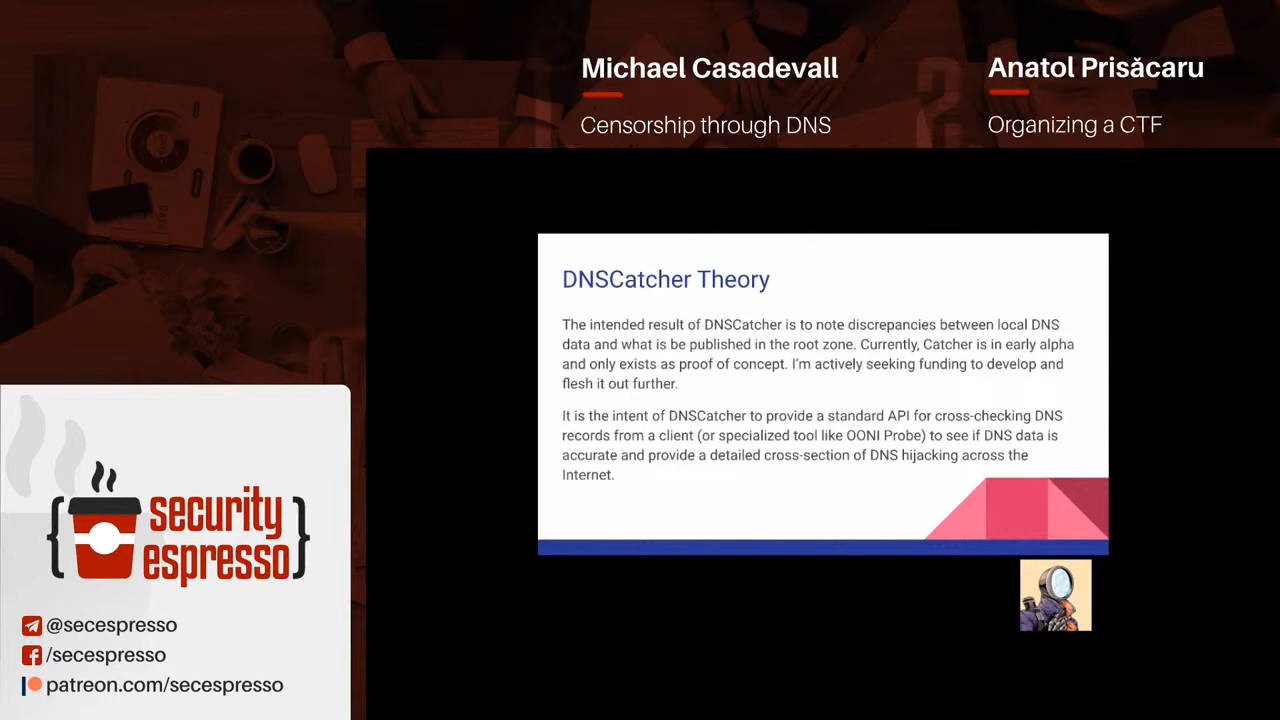 Michael Casadevall
Censorship through DNS
Anatol Prisăcaru
Organizing a CTF
DNSCatcher Theory
The intended result of DNSCatcher is to note discrepancies between local DNS
data and what is be published in the root zone. Currently, Catcher is in early alpha
and only exists as proof of concept. I'm actively seeking funding to develop and
flesh it out further.
It is the intent of DNSCatcher to provide a standard API for cross-checking DNS
records from a client (or specialized tool like OONI Probe) to see if DNS data is
accurate and provide a detailed cross-section of DNS hijacking across the
Internet.
security
espresso
@secespresso
/secespresso
patreon.com/secespresso